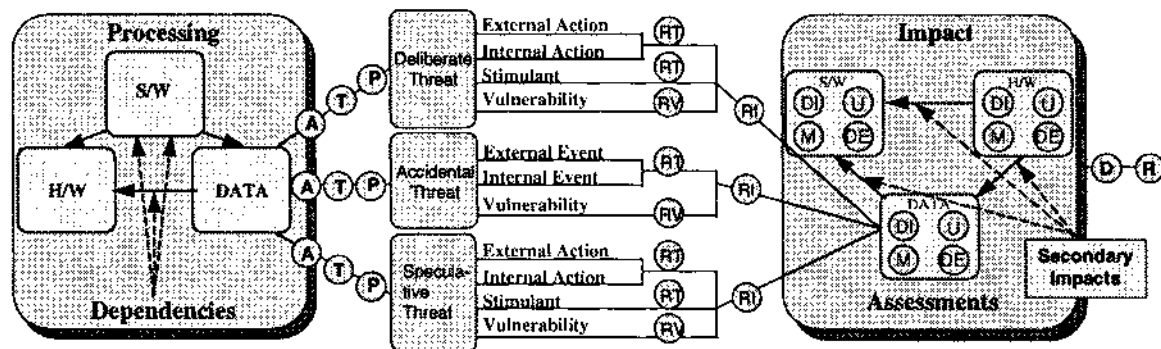 Processing
S/W
H/W
DATA
Dependencies
A
T
P
A
T
P
A
T
P
Deliberate
Threat
External Action
Internal Action
Stimulant
Vulnerability
RT
RT
RV
RI
Accidental
Threat
External Event
Internal Event
Vulnerability
RT
RV
RI
Specula-
tive
Threat
External Action
Internal Action
Stimulant
Vulnerability
RT
RT
RV
RI
Impact
S/W
DI
U
M
DE
H/W
DI
U
M
DE
DATA
DI
U
M
DE
Assessments
Secondary
Impacts
D
R